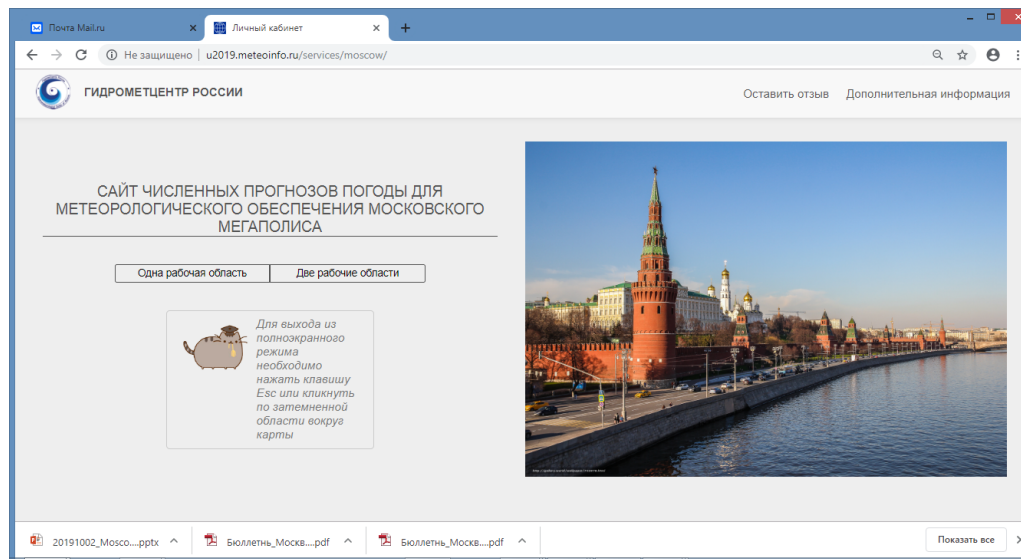 Почта Mail.ru
Личный кабинет
Не защищено | u2019.meteoinfo.ru/services/moscow/
ГИДРОМЕТЦЕНТР РОССИИ
Оставить отзыв Дополнительная информация
САЙТ ЧИСЛЕННЫХ ПРОГНОЗОВ ПОГОДЫ ДЛЯ
МЕТЕОРОЛОГИЧЕСКОГО ОБЕСПЕЧЕНИЯ МОСКОВСКОГО
МЕГАПОЛИСА
Одна рабочая область Две рабочие области
Для выхода из
полноэкранного
режима
необходимо
нажать клавишу
Esc или кликнуть
по затемненной
области вокруг
карты
20191002_Mosco....pptx
Бюллетнь_Москв....pdf
Бюллетнь_Москв....pdf
Показать все